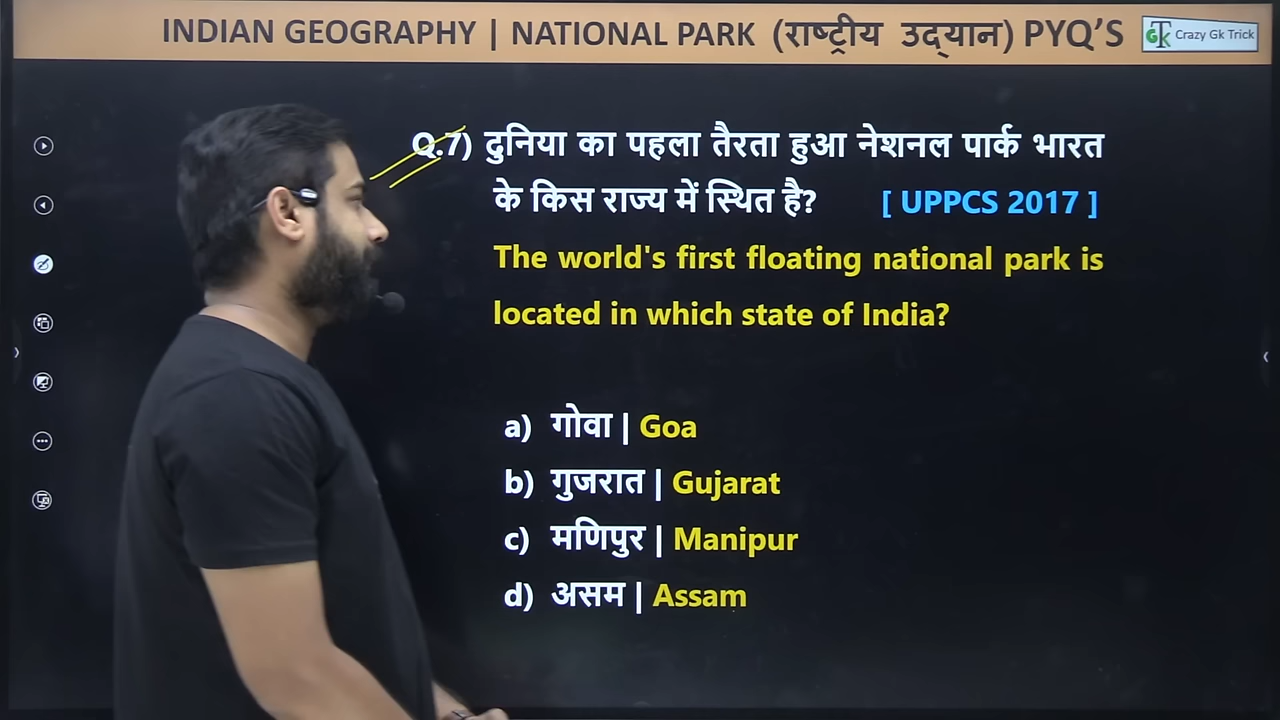 INDIAN GEOGRAPHY | NATIONAL PARK (राष्ट्रीय उद्यान) PYQ'S
GTK Crazy Gk Trick
Q.7) दुनिया का पहला तैरता हुआ नेशनल पार्क भारत
के किस राज्य में स्थित है? [ UPPCS 2017 ]
The world's first floating national park is
located in which state of India?
a) गोवा | Goa
b) गुजरात | Gujarat
c) मणिपुर | Manipur
d) असम | Assam